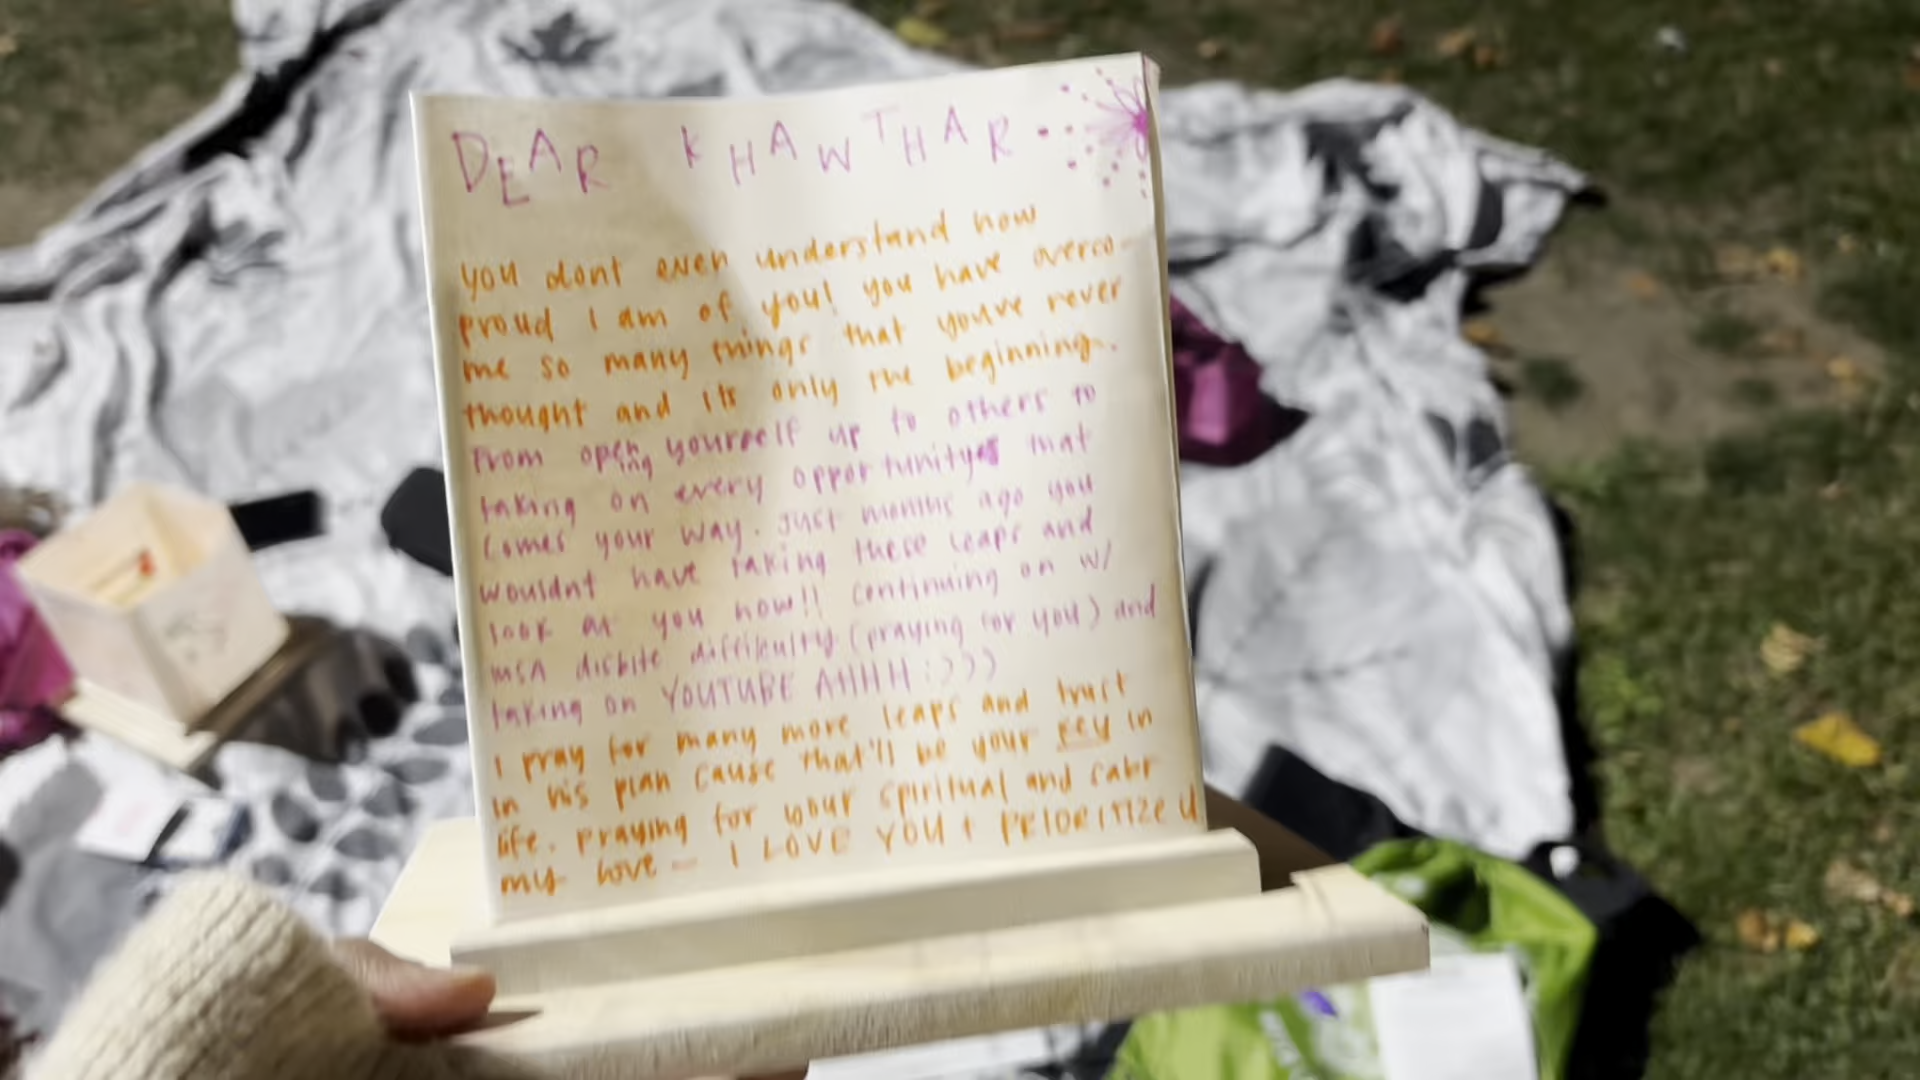 DEAR KHAWTHAR..
you dont even understand how
proud I am of you! you have overco-
me so many things that you've never
thought and its only the beginning.
From opening yourself up to others to
taking on every opportunity that
comes your way. Just months ago you
wouldnt have taking these leaps and
look at you now!! continuing on w/
MSA disbite difficulty (praying for you) and
taking on YOUTUBE AHHH :)))
I pray for many more leaps and trust
in his plan cause that'll be your key in
life. Praying for your spiritual and sabr
my love - I LOVE YOU + PRIORITIZE U